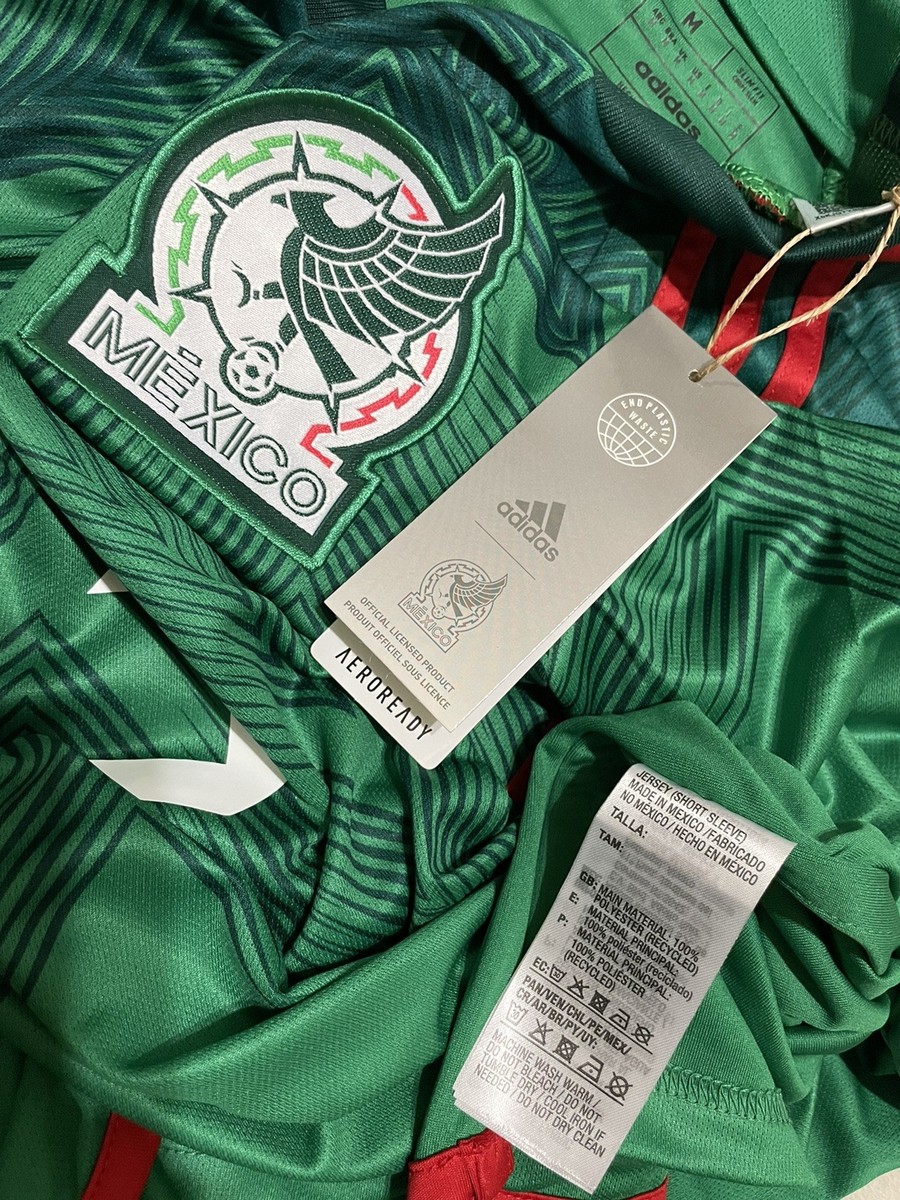 M
SLIM FIT
adidas
MÉXICO
END PLASTIC
WASTE
adidas
MÉXICO
OFFICIAL LICENSED PRODUCT
PRODUIT OFFICIEL SOUS LICENCE
AEROREADY
JERSEY (SHORT SLEEVE)
MADE IN MEXICO /FABRICADO
NO MÉXICO / HECHO EN MÉXICO
TALLA:
TAM:
GB: MAIN MATERIAL: 100%
POLYESTER (RECYCLED)
E: MATERIAL PRINCIPAL:
100% poliéster (reciclado)
P: MATERIAL PRINCIPAL:
100% POLIÉSTER
(RECYCLED)
EC:
PAN/VEN/CHL/PE/MEX/
CR/AR/BR/PY/UY:
MACHINE WASH WARM /
DO NOT BLEACH / DO NOT
TUMBLE DRY / COOL IRON IF
NEEDED / DO NOT DRY CLEAN